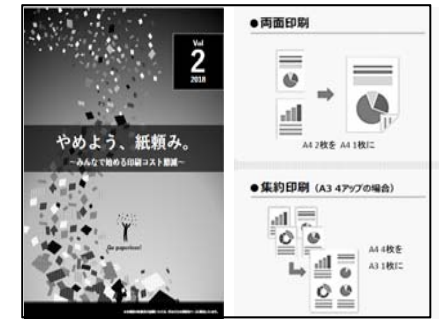 Vol
2
2018
やめよう、紙頼み。
～みんなで始める印刷コスト節減～
Go paperless!
●両面印刷
A4 2枚を A4 1枚に
●集約印刷（A3 4アップの場合）
A4 4枚を
A3 1枚に